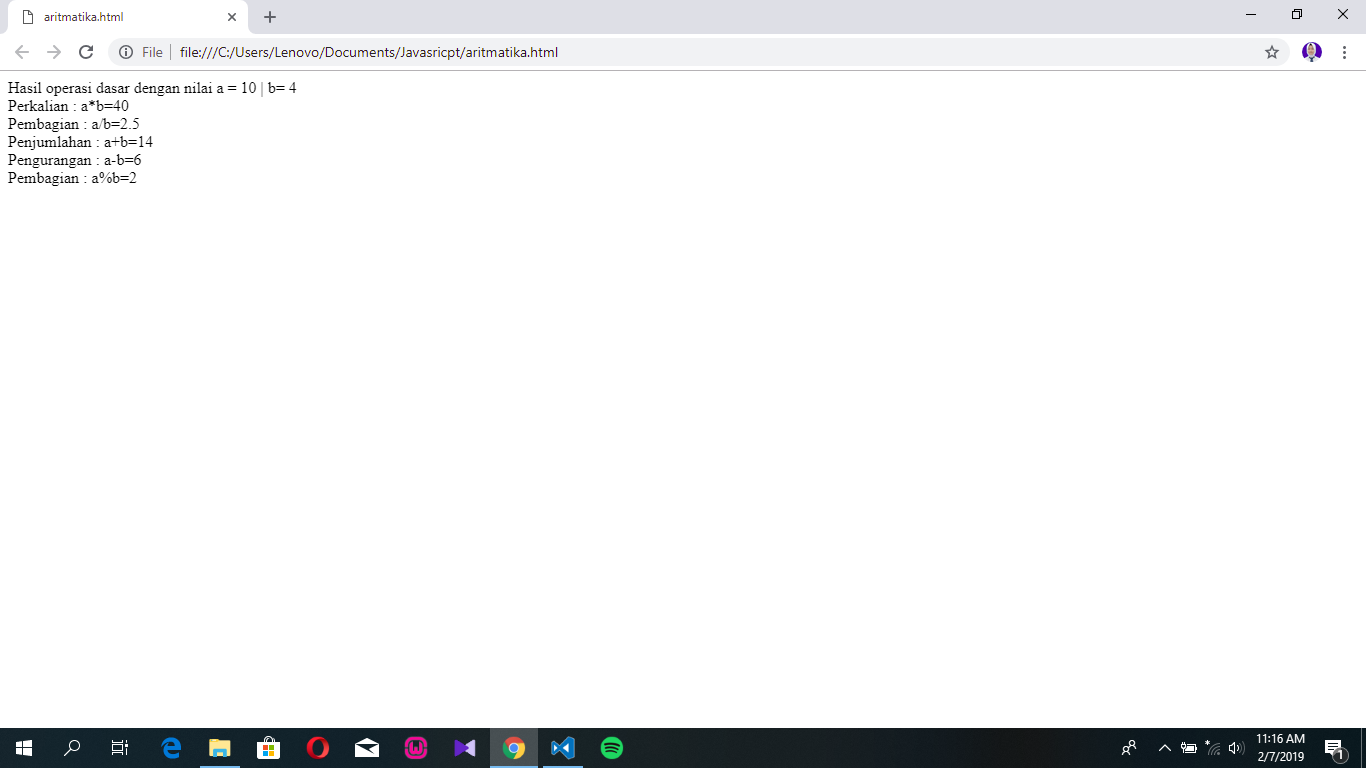 aritmatika.html
File
file:///C:/Users/Lenovo/Documents/Javasricpt/aritmatika.html
Hasil operasi dasar dengan nilai a = 10 | b= 4
Perkalian : a*b=40
Pembagian : a/b=2.5
Penjumlahan : a+b=14
Pengurangan : a-b=6
Pembagian : a%b=2
11:16 AM
2/7/2019
1